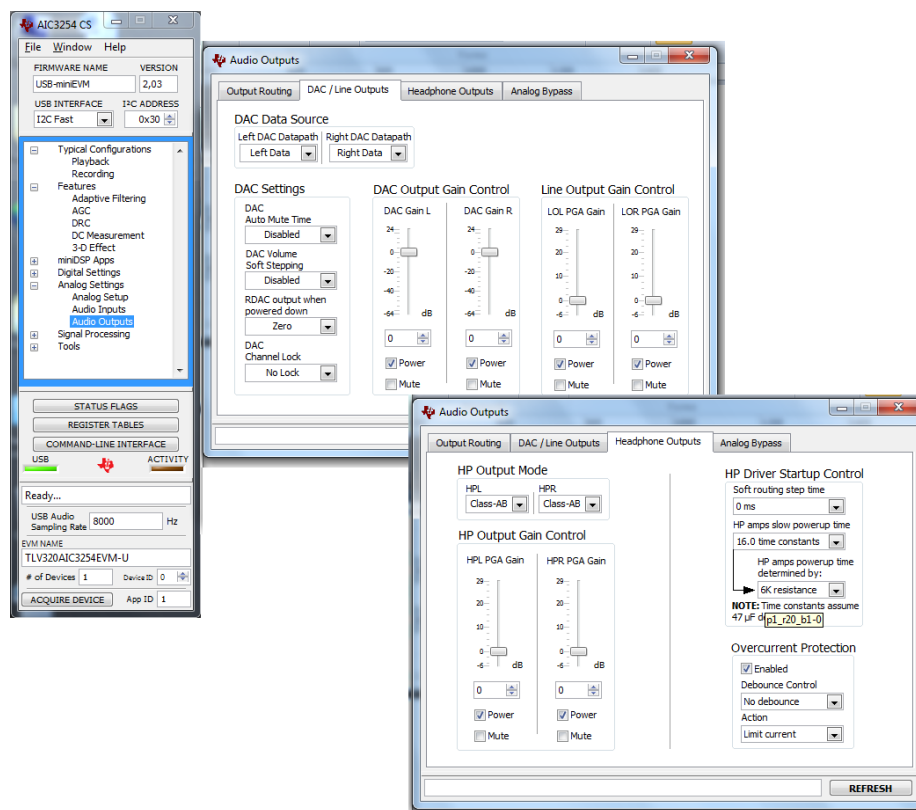 AIC3254 CS
File Window Help
FIRMWARE NAME VERSION
USB-miniEVM 2,03
USB INTERFACE I²C ADDRESS
I2C Fast 0x30
Typical Configurations
Playback
Recording
Features
Adaptive Filtering
AGC
DRC
DC Measurement
3-D Effect
miniDSP Apps
Digital Settings
Analog Settings
Analog Setup
Audio Inputs
Audio Outputs
Signal Processing
Tools
STATUS FLAGS
REGISTER TABLES
COMMAND-LINE INTERFACE
USB ACTIVITY
Ready...
USB Audio
Sampling Rate 8000 Hz
EVM NAME
TLV320AIC3254EVM-U
# of Devices 1 Device ID 0
ACQUIRE DEVICE App ID 1
Audio Outputs
Output Routing DAC / Line Outputs Headphone Outputs Analog Bypass
DAC Data Source
Left DAC Datapath Right DAC Datapath
Left Data Right Data
DAC Settings
DAC
Auto Mute Time
Disabled
DAC Volume
Soft Stepping
Disabled
RDAC output when
powered down
Zero
DAC
Channel Lock
No Lock
DAC Output Gain Control
DAC Gain L DAC Gain R
24 24
0 0
-20 -20
-40 -40
-64 dB -64 dB
0 0
Power Power
Mute Mute
Line Output Gain Control
LOL PGA Gain LOR PGA Gain
29 29
20 20
10 10
0 0
-6 dB -6 dB
0 0
Power Power
Mute Mute
Audio Outputs
Output Routing DAC / Line Outputs Headphone Outputs Analog Bypass
HP Output Mode
HPL HPR
Class-AB Class-AB
HP Output Gain Control
HPL PGA Gain HPR PGA Gain
29 29
20 20
10 10
0 0
-6 dB -6 dB
0 0
Power Power
Mute Mute
HP Driver Startup Control
Soft routing step time
0 ms
HP amps slow powerup time
16.0 time constants
HP amps powerup time
determined by:
6K resistance
NOTE: Time constants assume
47 µF
p1_r20_b1-0
Overcurrent Protection
Enabled
Debounce Control
No debounce
Action
Limit current
REFRESH